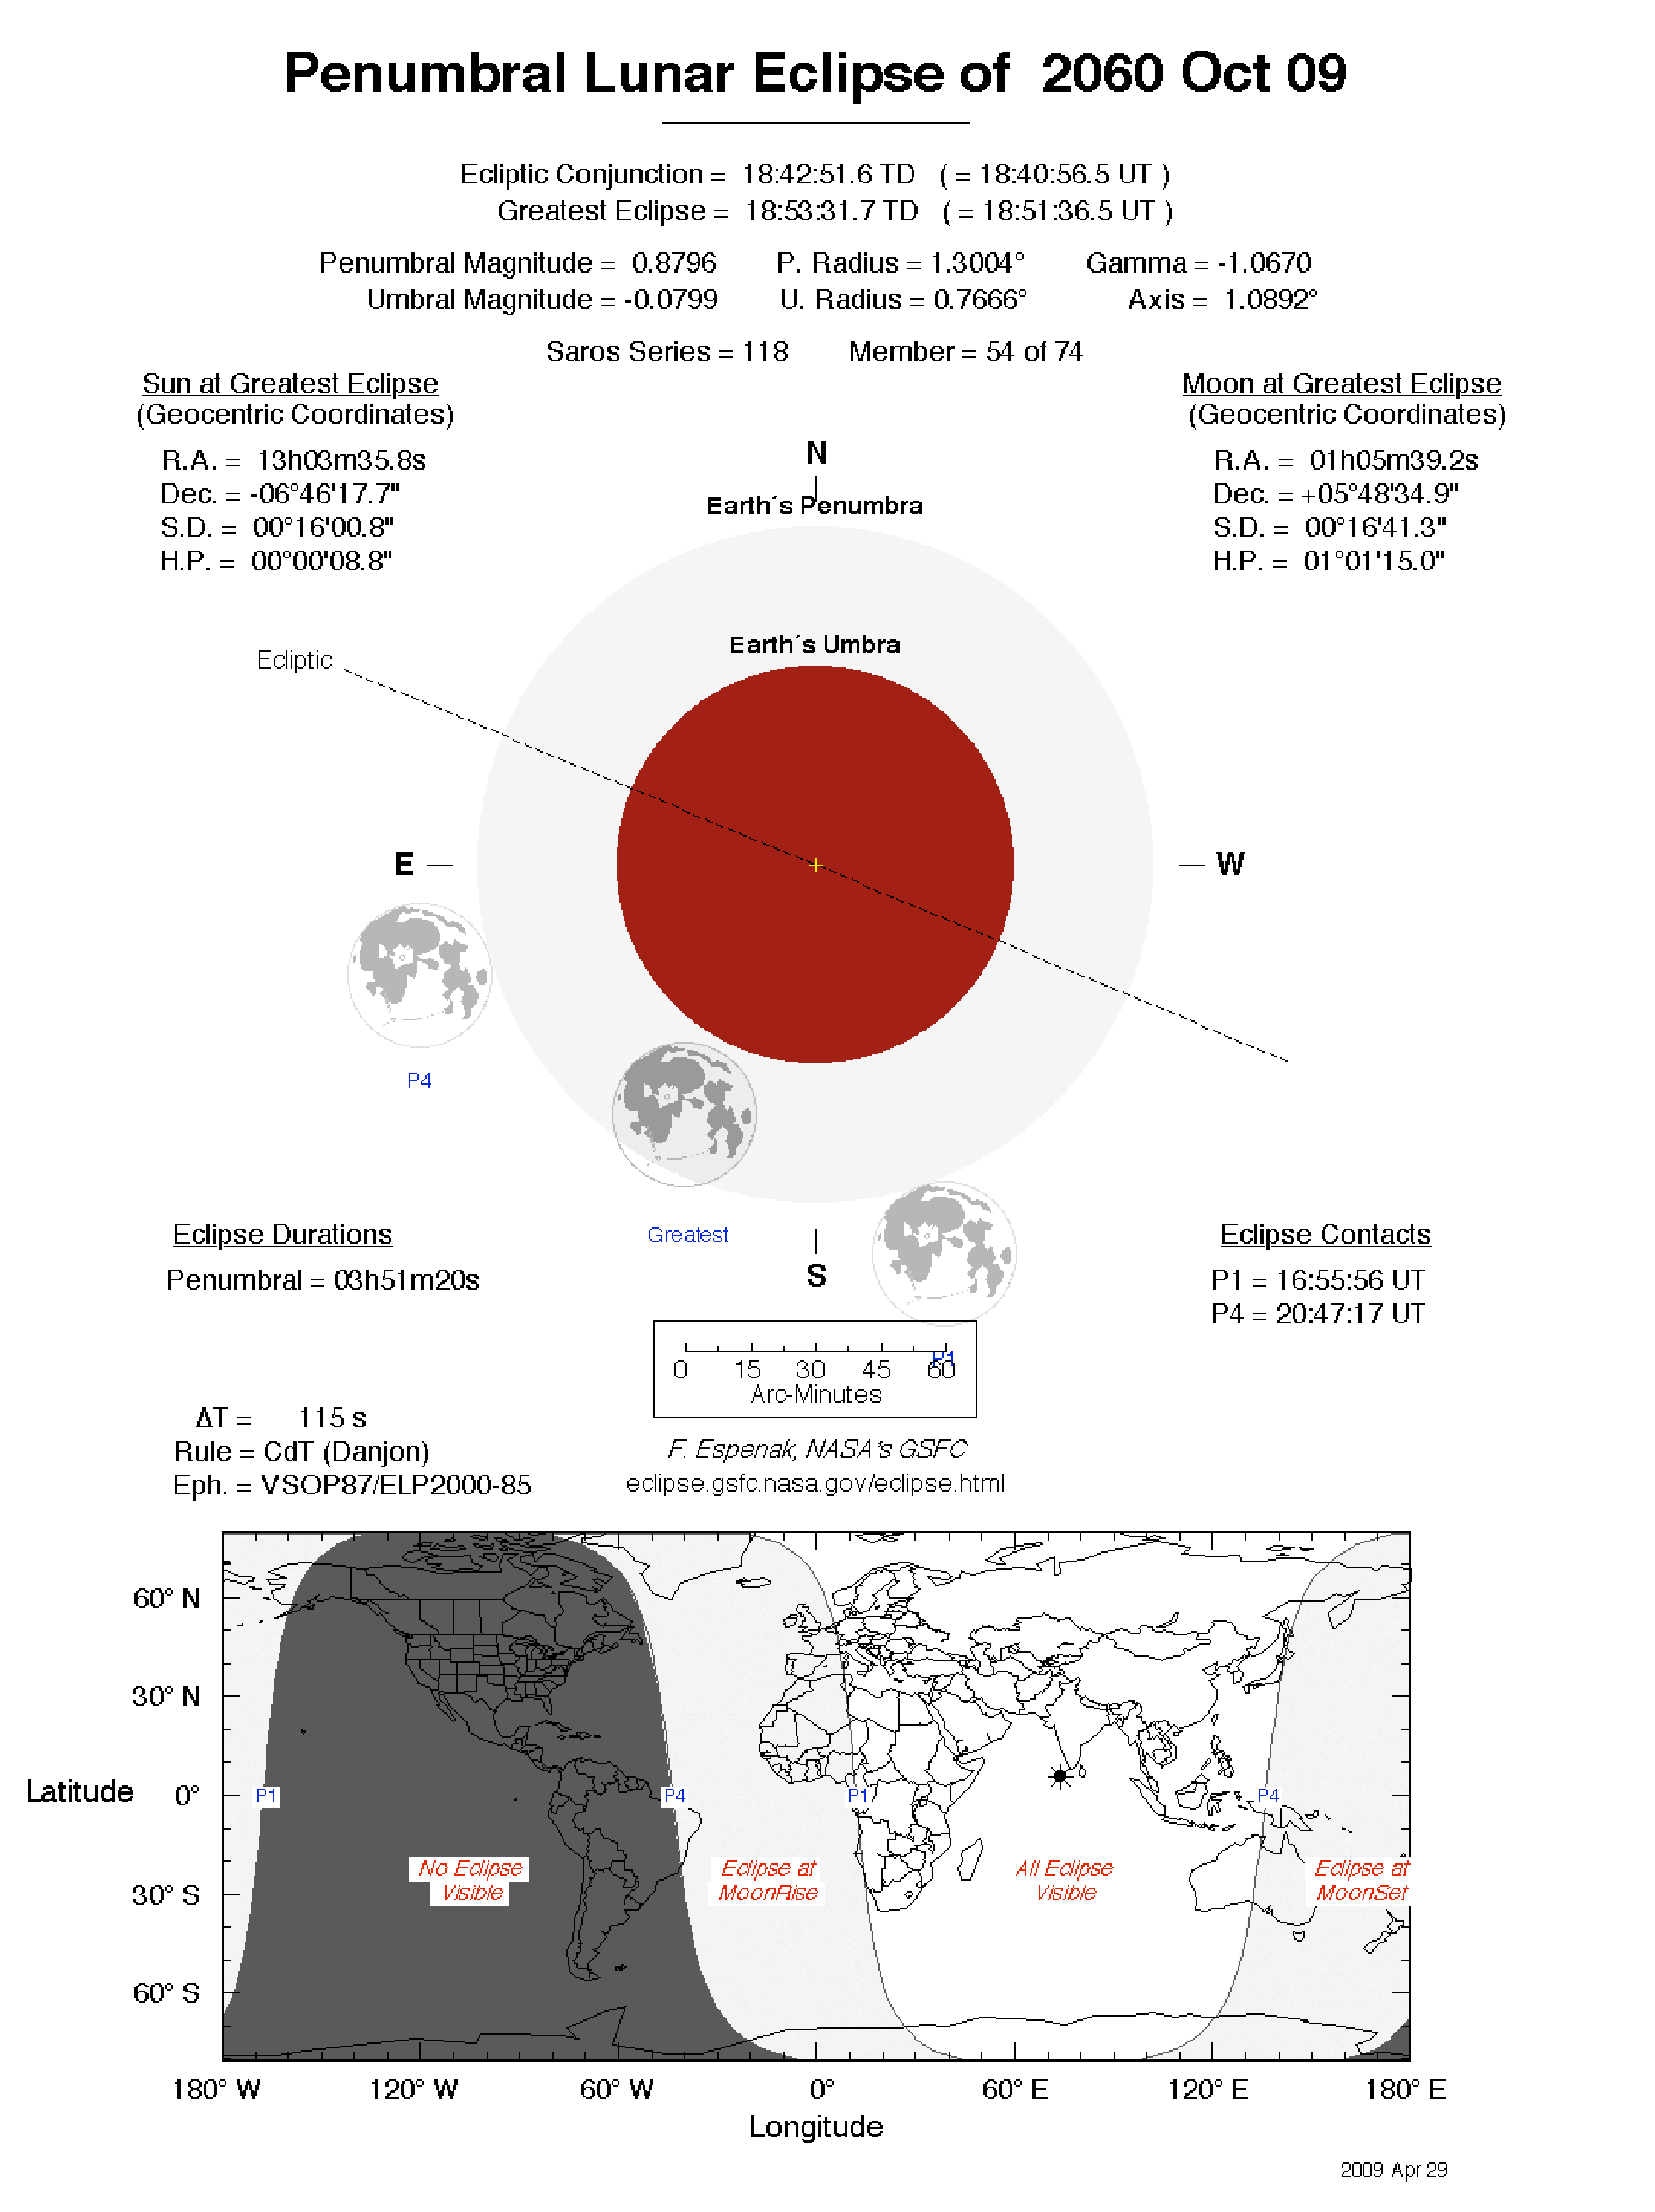 Penumbral Lunar Eclipse of 2060 Oct 09
Ecliptic Conjunction = 18:42:51.6 TD ( = 18:40:56.5 UT )
Greatest Eclipse = 18:53:31.7 TD ( = 18:51:36.5 UT )
Penumbral Magnitude = 0.8796 P. Radius = 1.3004° Gamma = -1.0670
Umbral Magnitude = -0.0799 U. Radius = 0.7666° Axis = 1.0892°
Saros Series = 118 Member = 54 of 74
Sun at Greatest Eclipse
(Geocentric Coordinates)
R.A. = 13h03m35.8s
Dec. = -06°46'17.7"
S.D. = 00°16'00.8"
H.P. = 00°00'08.8"
Moon at Greatest Eclipse
(Geocentric Coordinates)
R.A. = 01h05m39.2s
Dec. = +05°48'34.9"
S.D. = 00°16'41.3"
H.P. = 01°01'15.0"
N
Earth´s Penumbra
Earth´s Umbra
Ecliptic
E
W
P4
Greatest
S
P1
Eclipse Durations
Penumbral = 03h51m20s
Eclipse Contacts
P1 = 16:55:56 UT
P4 = 20:47:17 UT
0 15 30 45 60
Arc-Minutes
ΔT = 115 s
Rule = CdT (Danjon)
Eph. = VSOP87/ELP2000-85
F. Espenak, NASA's GSFC
eclipse.gsfc.nasa.gov/eclipse.html
60° N
30° N
Latitude 0°
30° S
60° S
P1 P4 P1 P4
No Eclipse
Visible
Eclipse at
MoonRise
All Eclipse
Visible
Eclipse at
MoonSet
180° W 120° W 60° W 0° 60° E 120° E 180° E
Longitude
2009 Apr 29